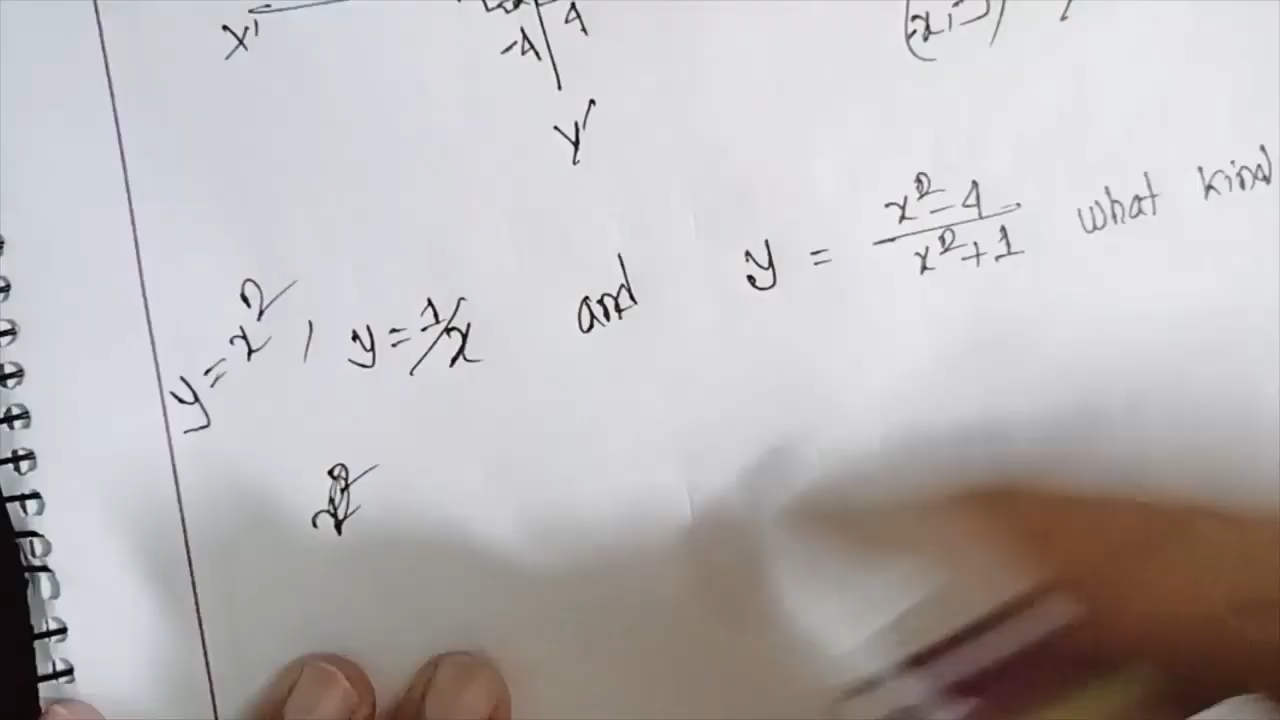 X'
-4
4
Y'
y = x², y = 1/x and y = (x²-4)/(x²+1) what kind